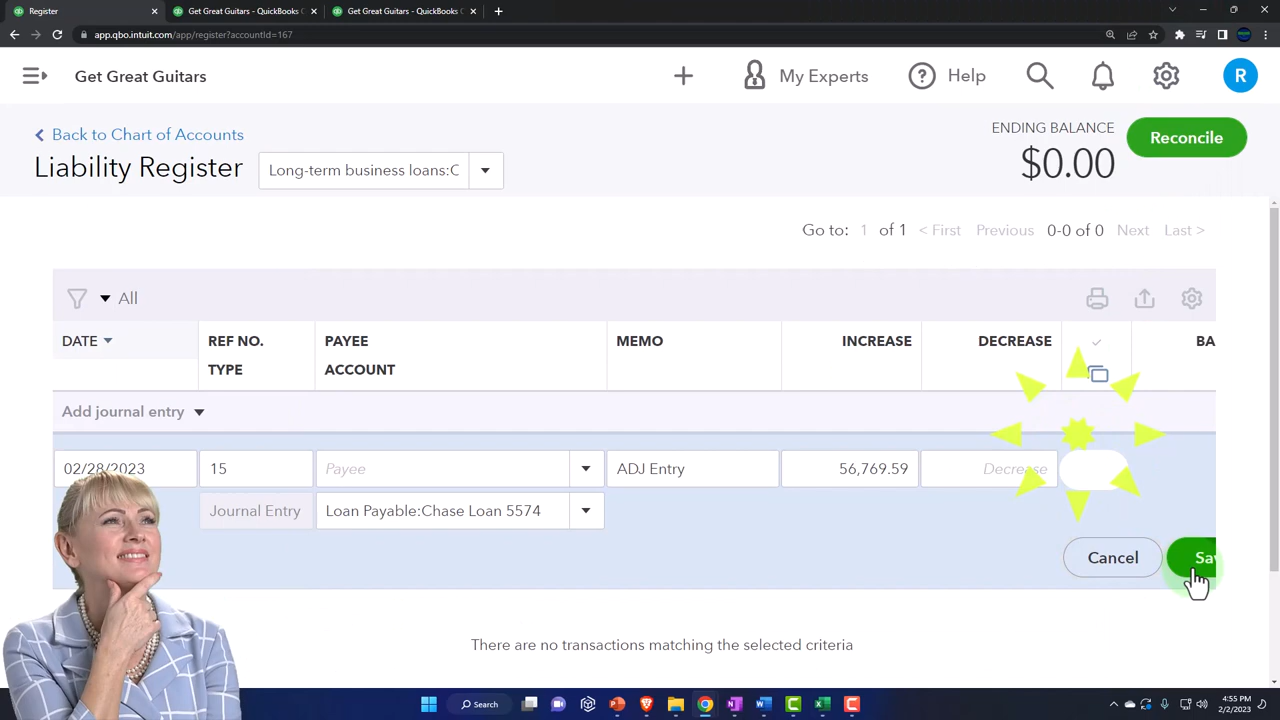 Register
Get Great Guitars - QuickBooks C
Get Great Guitars - QuickBooks C
app.qbo.intuit.com/app/register?accountId=167
Get Great Guitars
My Experts
Help
R
Back to Chart of Accounts
ENDING BALANCE
$0.00
Reconcile
Liability Register
Long-term business loans:C
Go to: 1 of 1 < First Previous 0-0 of 0 Next Last >
All
DATE REF NO. PAYEE MEMO INCREASE DECREASE BA
TYPE ACCOUNT
Add journal entry
02/28/2023 15 Payee ADJ Entry 56,769.59 Decrease
Journal Entry Loan Payable:Chase Loan 5574
Cancel Sav
There are no transactions matching the selected criteria
Search
4:55 PM
2/2/2023